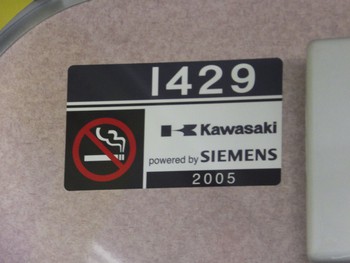 1429
Kawasaki
powered by SIEMENS
2005